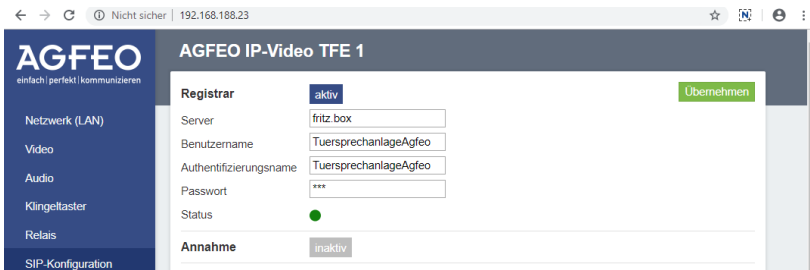 Nicht sicher | 192.168.188.23
AGFEO
einfach | perfekt | kommunizieren
AGFEO IP-Video TFE 1
Netzwerk (LAN)
Video
Audio
Klingeltaster
Relais
SIP-Konfiguration
Registrar aktiv Übernehmen
Server fritz.box
Benutzername TuersprechanlageAgfeo
Authentifizierungsname TuersprechanlageAgfeo
Passwort ***
Status
Annahme inaktiv